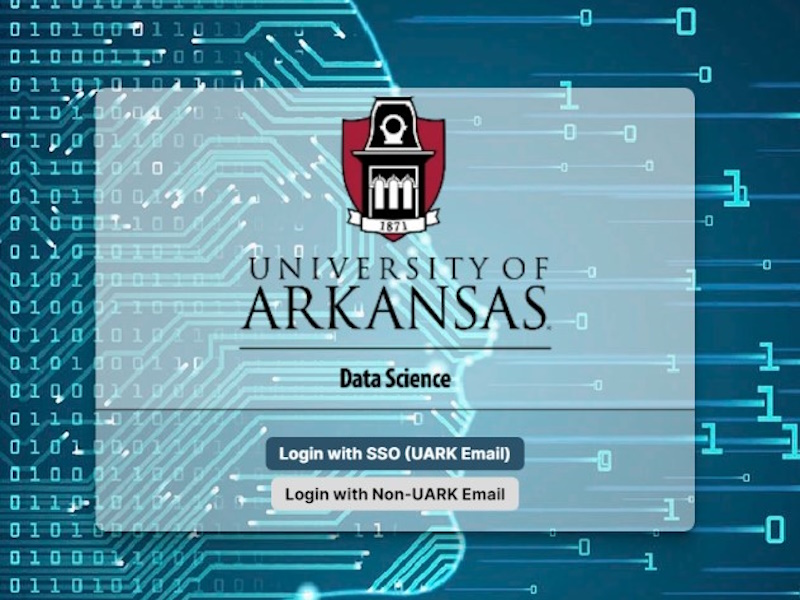 1871
UNIVERSITY OF
ARKANSAS
Data Science
Login with SSO (UARK Email)
Login with Non-UARK Email